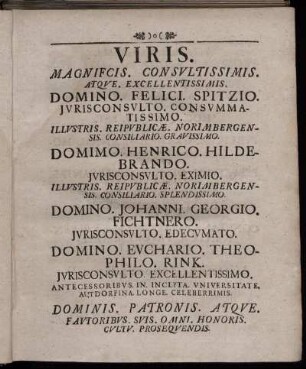 )o(
VIRIS.
MAGNIFCIS. CONSVLTISSIMIS.
ATQVE. EXCELLENTISSIMIS.
DOMINO. FELICI. SPITZIO.
JVRISCONSVLTO. CONSVMMA-
TISSIMO.
ILLVSTRIS. REIPVBLICÆ. NORIMBERGEN-
SIS. CONSILIARIO. GRAVISSIMO.
DOMIMO. HENRICO. HILDE-
BRANDO.
JVRISCONSVLTO. EXIMIO.
ILLVSTRIS. REIPVBLICÆ. NORIMBERGEN-
SIS. CONSILIARIO. SPLENDISSIMO.
DOMINO. JOHANNI. GEORGIO.
FICHTNERO.
JVRISCONSVLTO. EDECVMATO.
DOMINO. EVCHARIO. THEO-
PHILO. RINK.
JVRISCONSVLTO. EXCELLENTISSIMO.
ANTECESSORIBVS. IN. INCLVTA. VNIVERSITATE.
ALTDORFINA. LONGE. CELEBERRIMIS.
DOMINIS. PATRONIS. ATQVE.
FAVTORIBVS. SVIS. OMNI. HONORIS.
CVLTV. PROSEQVENDIS.